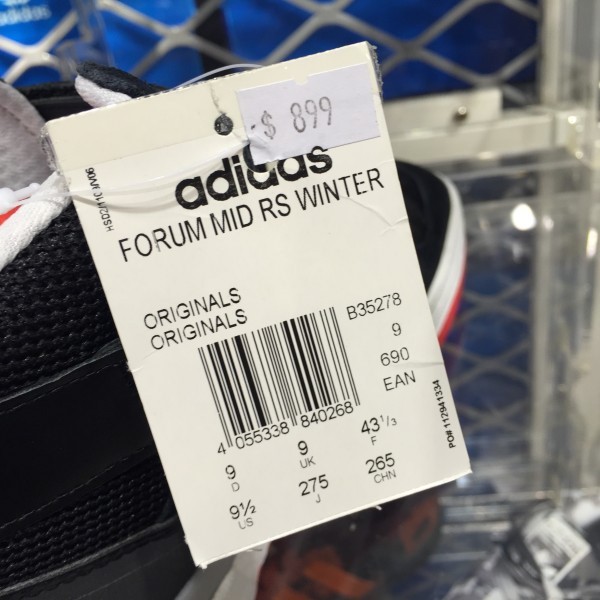 $ 899
adidas
FORUM MID RS WINTER
ORIGINALS
ORIGINALS
B35278
9
690
EAN
4 055338 840268
9
D
9
UK
43 1/3
F
9½
US
275
J
265
CHN
PO# 112941334